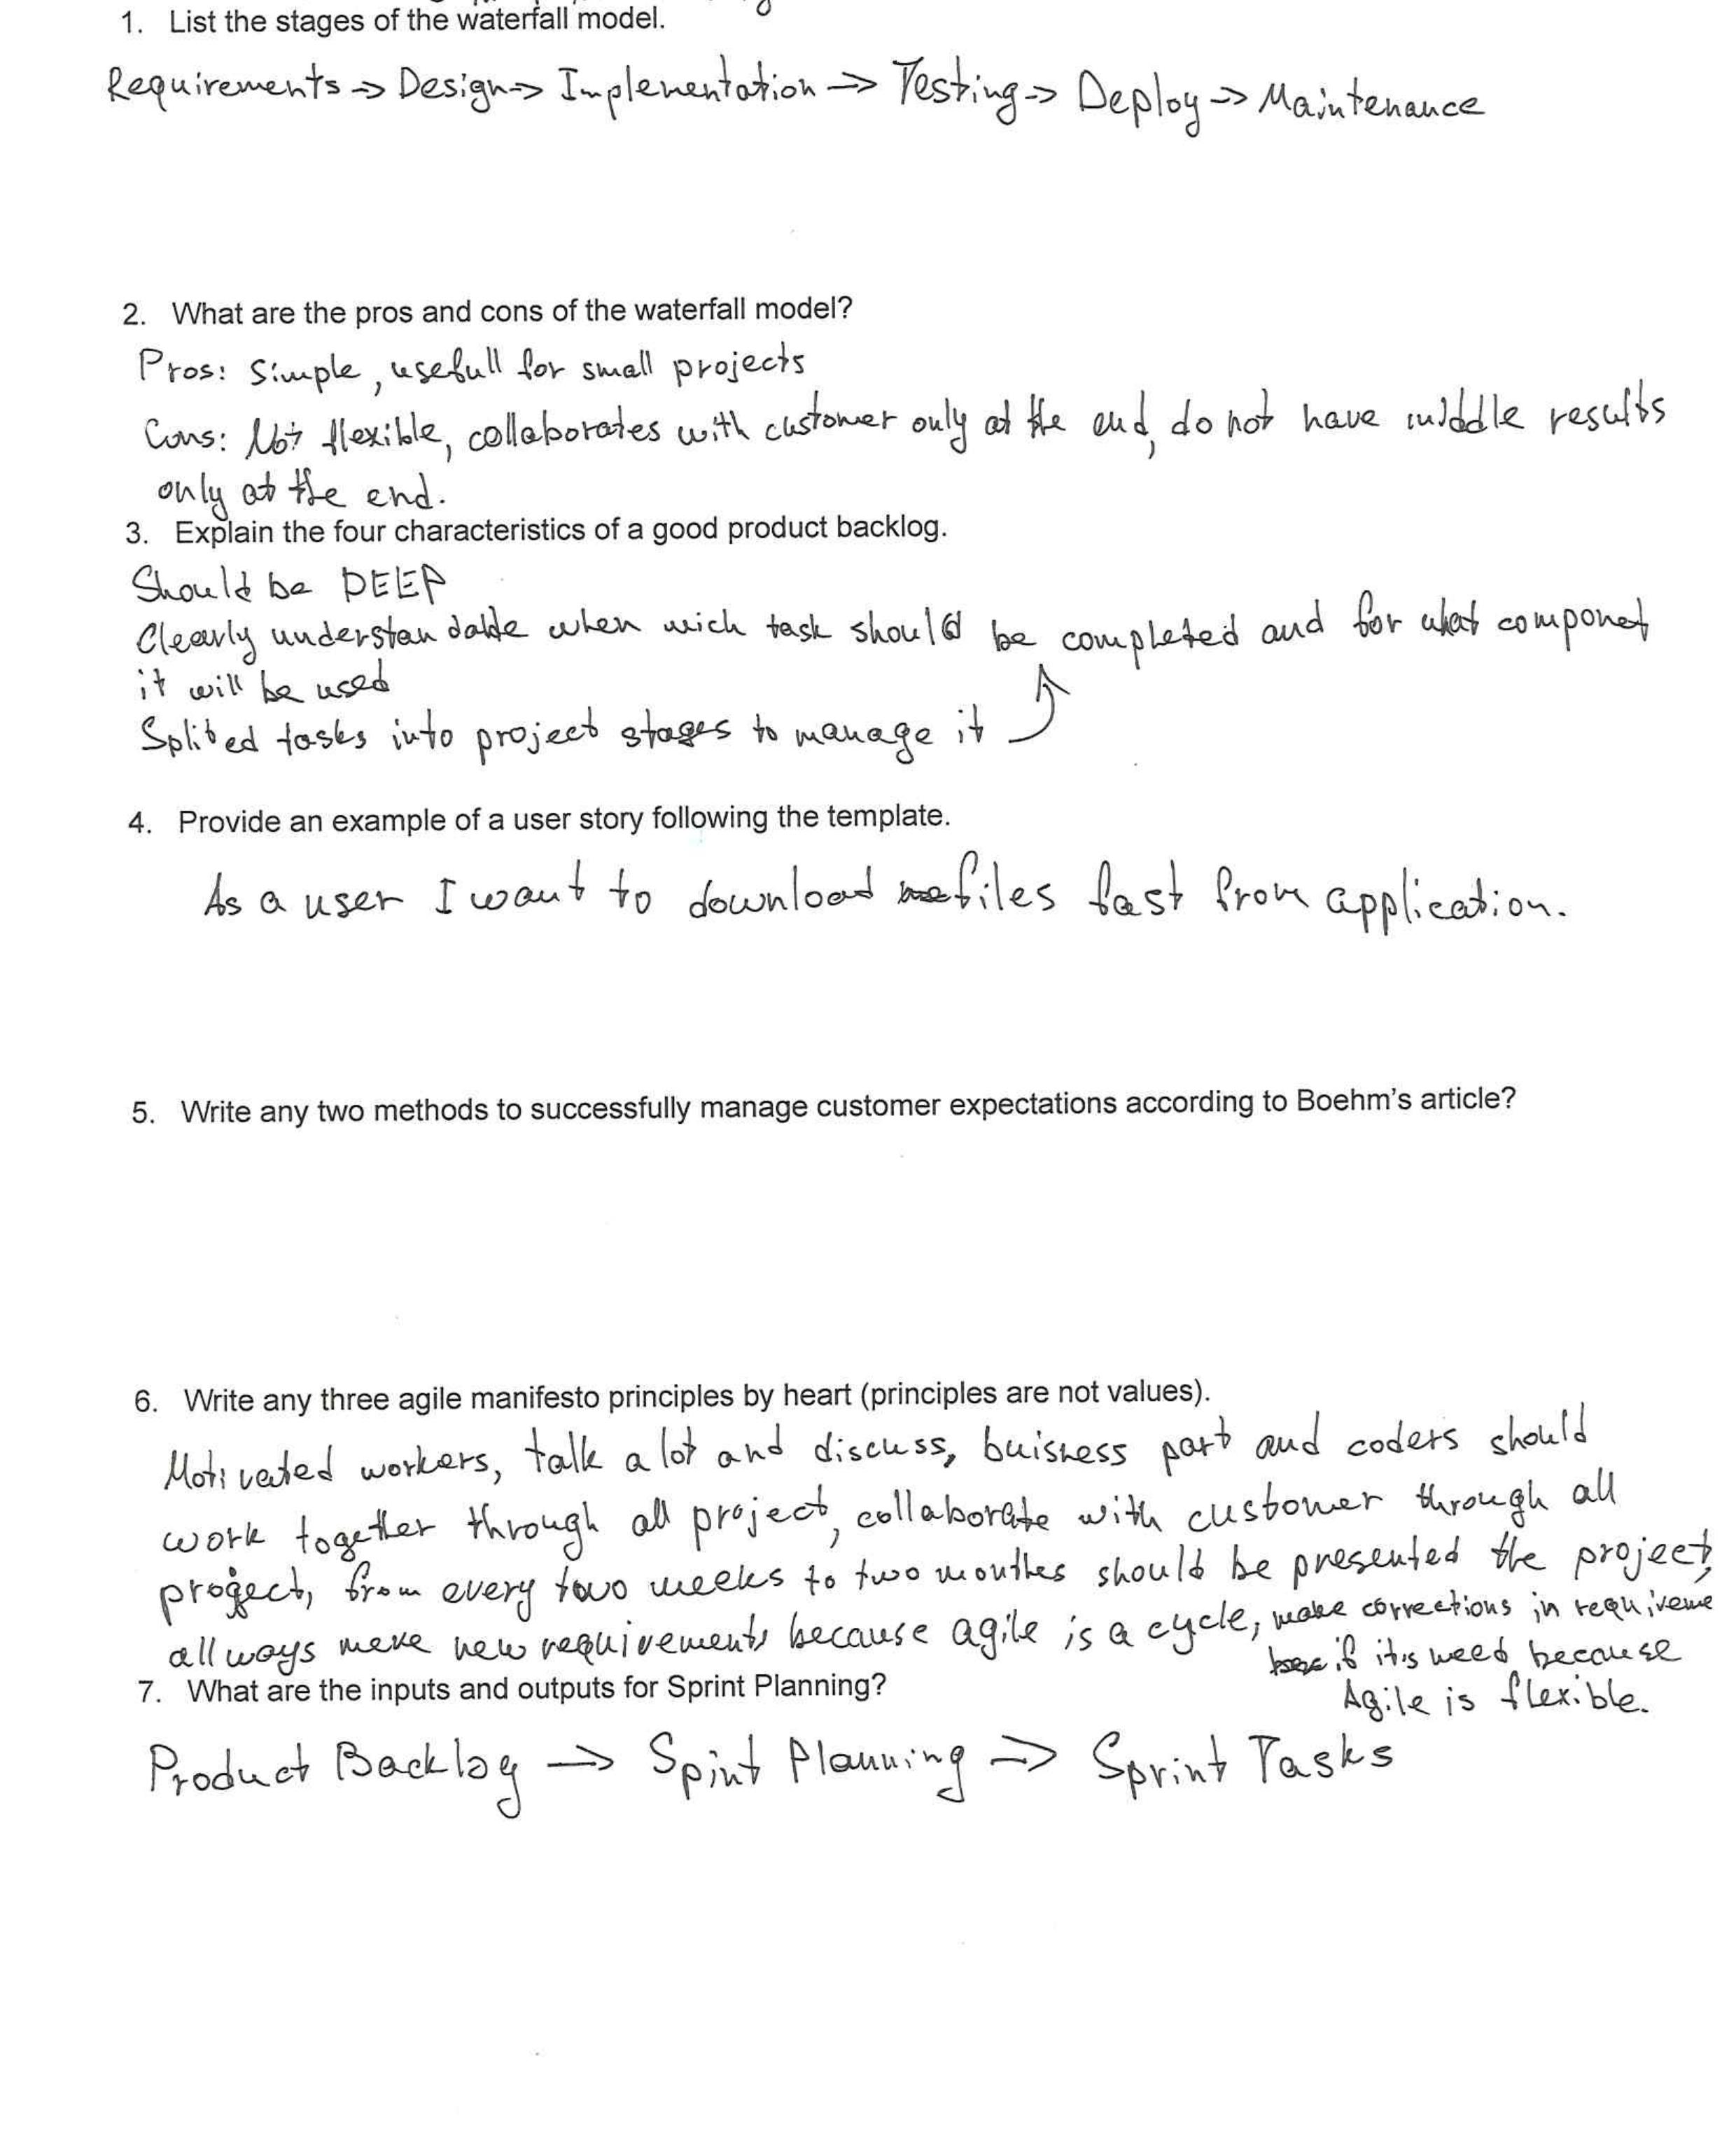 1. List the stages of the waterfall model.
Requirements => Design => Implementation => Testing => Deploy => Maintenance
2. What are the pros and cons of the waterfall model?
Pros: Simple, usefull for small projects
Cons: Not flexible, collaborates with customer only at the end, do not have middle results
only at the end.
3. Explain the four characteristics of a good product backlog.
Should be DEEP
Clearly understandable when wich task should be completed and for what componet
it will be used
Splited tasks into project stages to manage it
4. Provide an example of a user story following the template.
As a user I want to download files fast from application.
5. Write any two methods to successfully manage customer expectations according to Boehm's article?
6. Write any three agile manifesto principles by heart (principles are not values).
Motivated workers, talk a lot and discuss, buisness part and coders should
work together through all project, collaborate with customer through all
project, from every two weeks to two monthes should be presented the project,
allways meke new requirements because agile is a cycle, make corrections in requireme
if it's need because
7. What are the inputs and outputs for Sprint Planning?
Agile is flexible.
Product Backlog => Spint Planning => Sprint Tasks